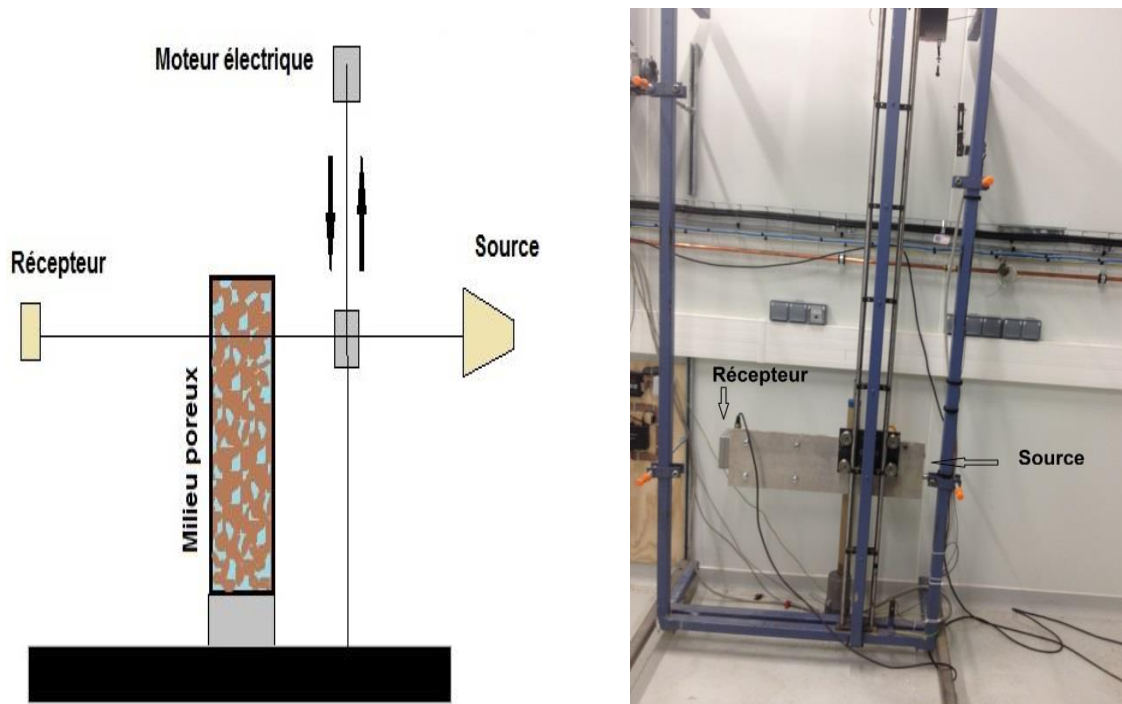 Moteur électrique
Récepteur
Source
Milieu poreux
Récepteur
Source